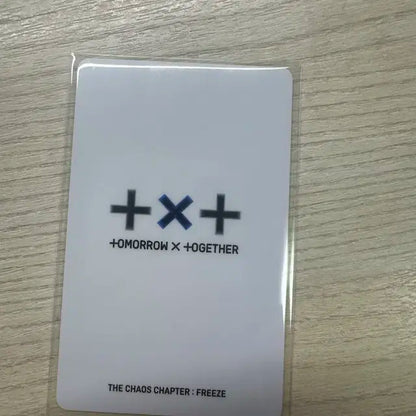 +×+
+OMORROW × +OGETHER
THE CHAOS CHAPTER : FREEZE